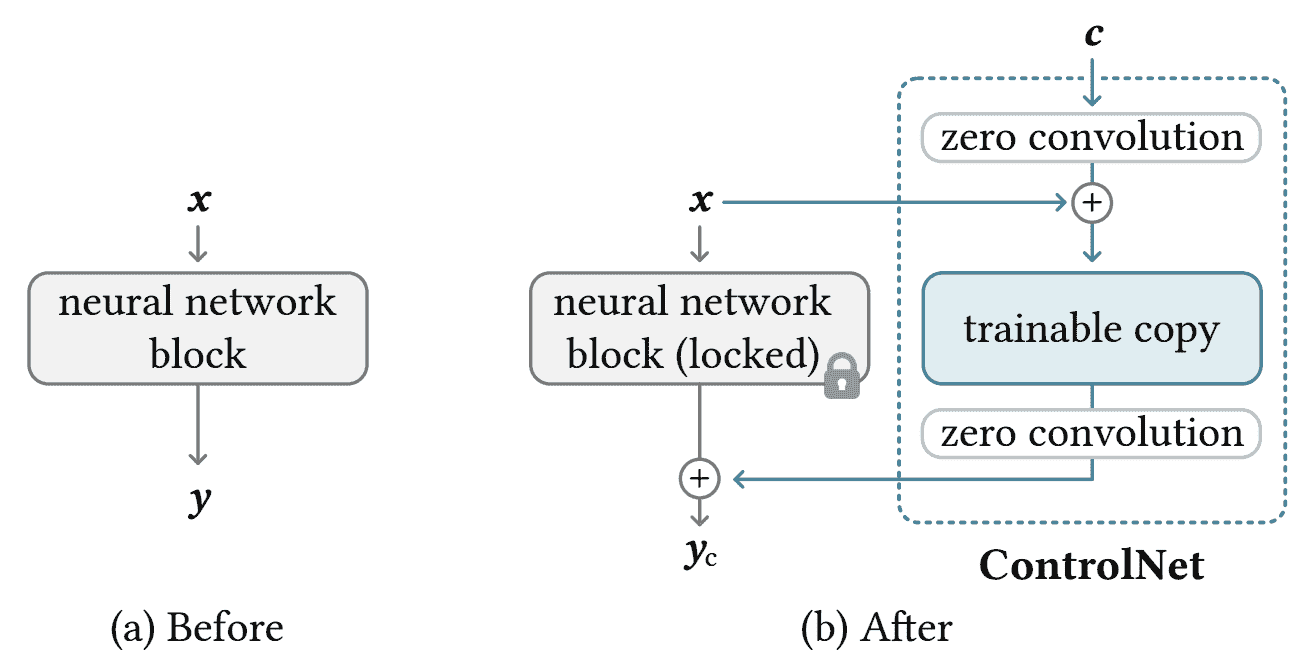 x
neural network
block
y
(a) Before
c
zero convolution
x
+
neural network
block (locked)
trainable copy
zero convolution
+
y_c
ControlNet
(b) After